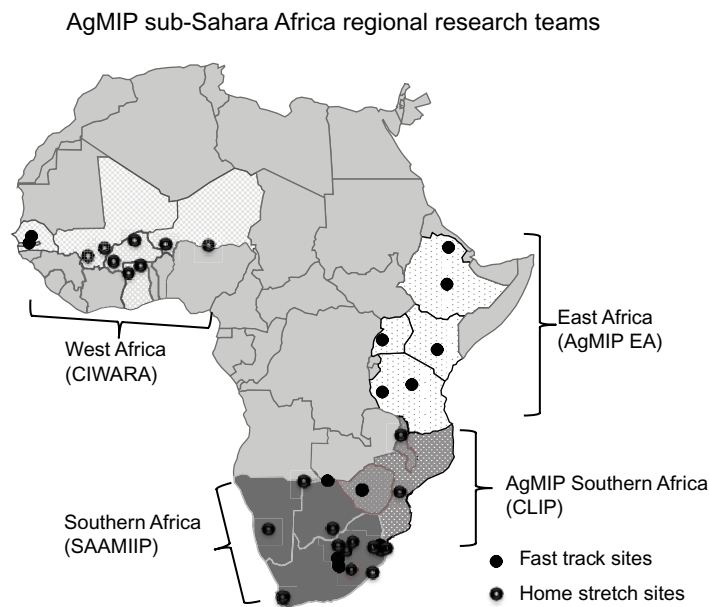 AgMIP sub-Sahara Africa regional research teams
West Africa
(CIWARA)
East Africa
(AgMIP EA)
AgMIP Southern Africa
(CLIP)
Southern Africa
(SAAMIIP)
Fast track sites
Home stretch sites